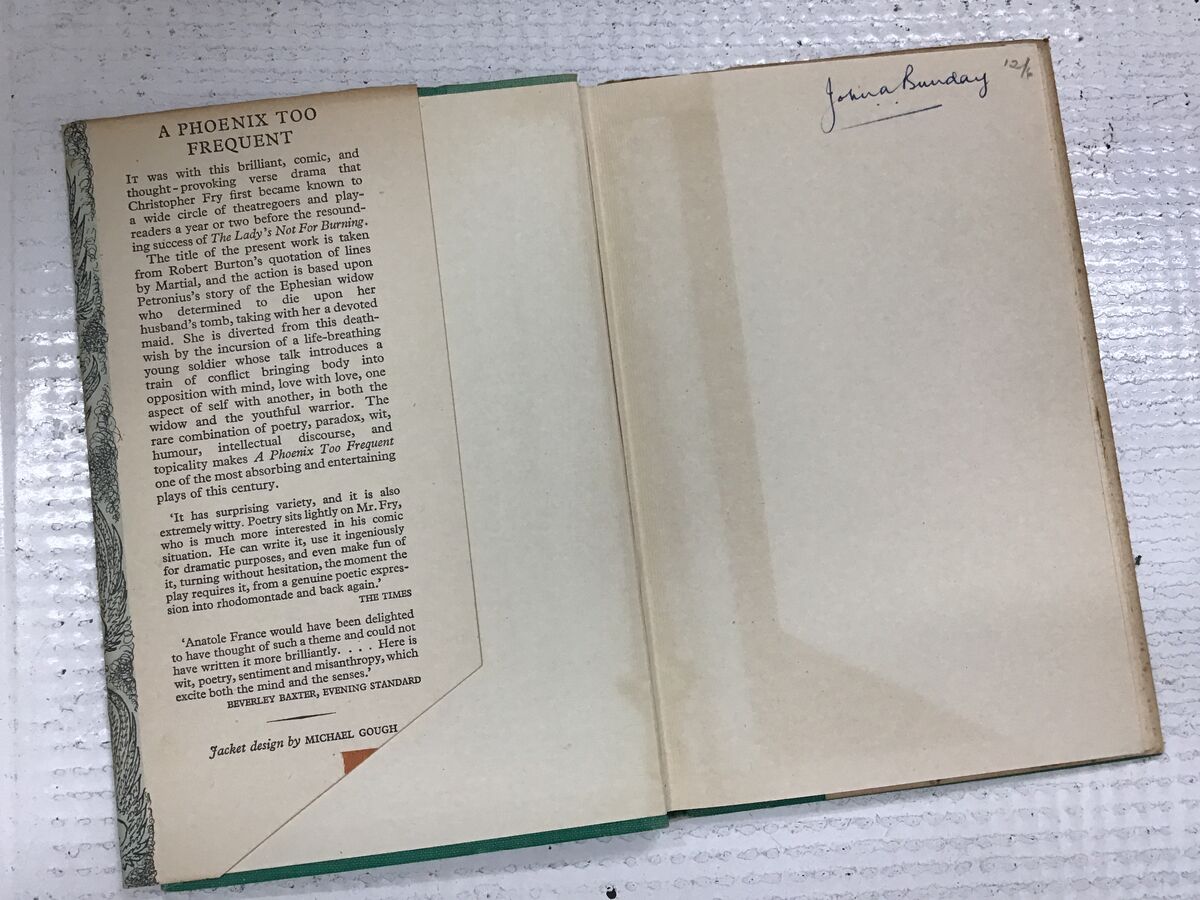 A PHOENIX TOO
FREQUENT
IT was with this brilliant, comic, and
thought-provoking verse drama that
Christopher Fry first became known to
a wide circle of theatregoers and play-
readers a year or two before the resound-
ing success of The Lady's Not For Burning.
The title of the present work is taken
from Robert Burton's quotation of lines
by Martial, and the action is based upon
Petronius's story of the Ephesian widow
who determined to die upon her
husband's tomb, taking with her a devoted
maid. She is diverted from this death-
wish by the incursion of a life-breathing
young soldier whose talk introduces a
train of conflict bringing body into
opposition with mind, love with love, one
aspect of self with another, in both the
widow and the youthful warrior. The
rare combination of poetry, paradox, wit,
humour, intellectual discourse, and
topicality makes A Phoenix Too Frequent
one of the most absorbing and entertaining
plays of this century.
'It has surprising variety, and it is also
extremely witty. Poetry sits lightly on Mr. Fry,
who is much more interested in his comic
situation. He can write it, use it ingeniously
for dramatic purposes, and even make fun of
it, turning without hesitation, the moment the
play requires it, from a genuine poetic expres-
sion into rhodomontade and back again.'
THE TIMES
'Anatole France would have been delighted
to have thought of such a theme and could not
have written it more brilliantly. . . . Here is
wit, poetry, sentiment and misanthropy, which
excite both the mind and the senses.'
BEVERLEY BAXTER, EVENING STANDARD
Jacket design by MICHAEL GOUGH
John a Bunday
12/6